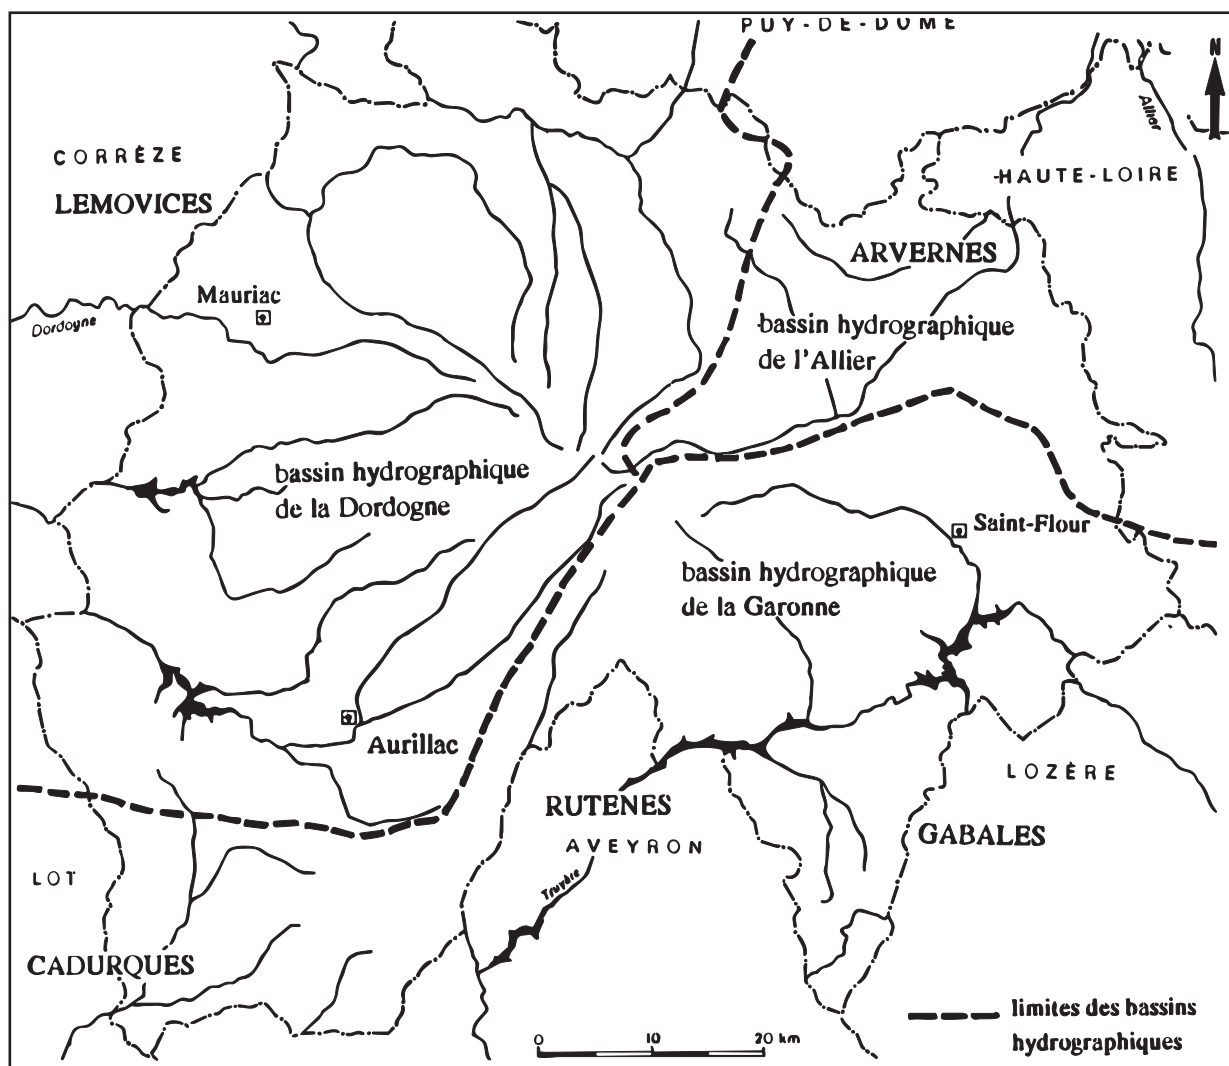 PUY-DE-DOME
N
Allier
CORRÈZE
HAUTE-LOIRE
LEMOVICES
ARVERNES
Mauriac
Dordogne
bassin hydrographique
de l'Allier
bassin hydrographique
de la Dordogne
Saint-Flour
bassin hydrographique
de la Garonne
Aurillac
LOZÈRE
RUTENES
GABALES
AVEYRON
LOT
Truyère
CADURQUES
limites des bassins
hydrographiques
0 10 20 km